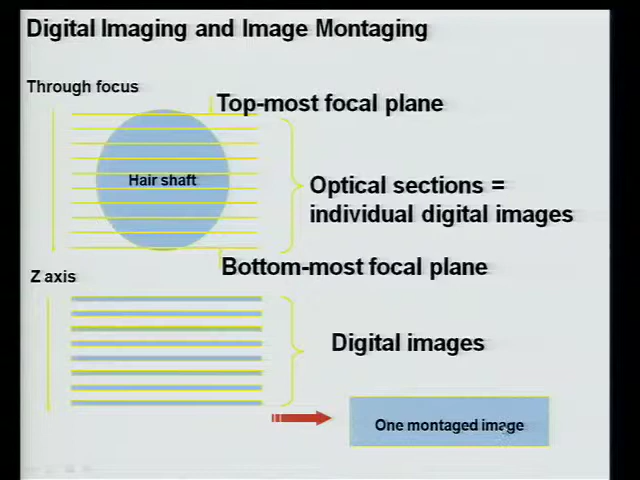 Digital Imaging and Image Montaging
Through focus
Top-most focal plane
Hair shaft
Optical sections =
individual digital images
Bottom-most focal plane
Z axis
Digital images
One montaged image